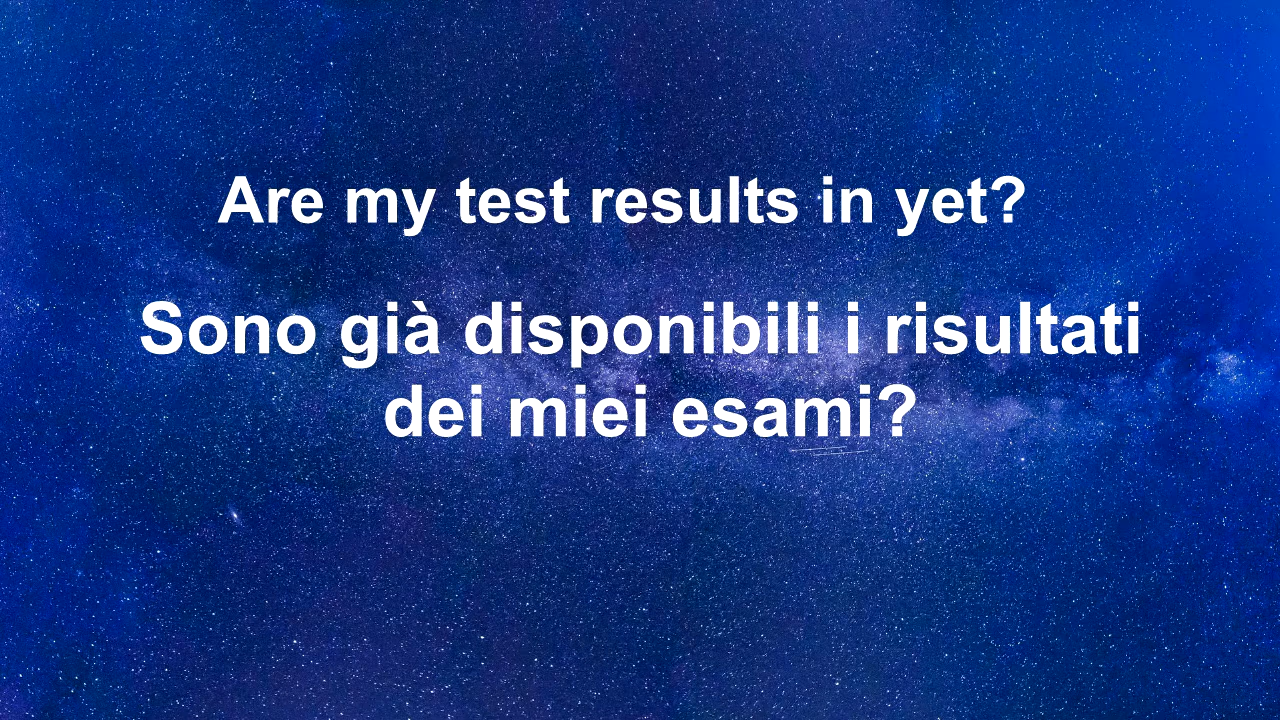 Are my test results in yet?
Sono già disponibili i risultati
dei miei esami?